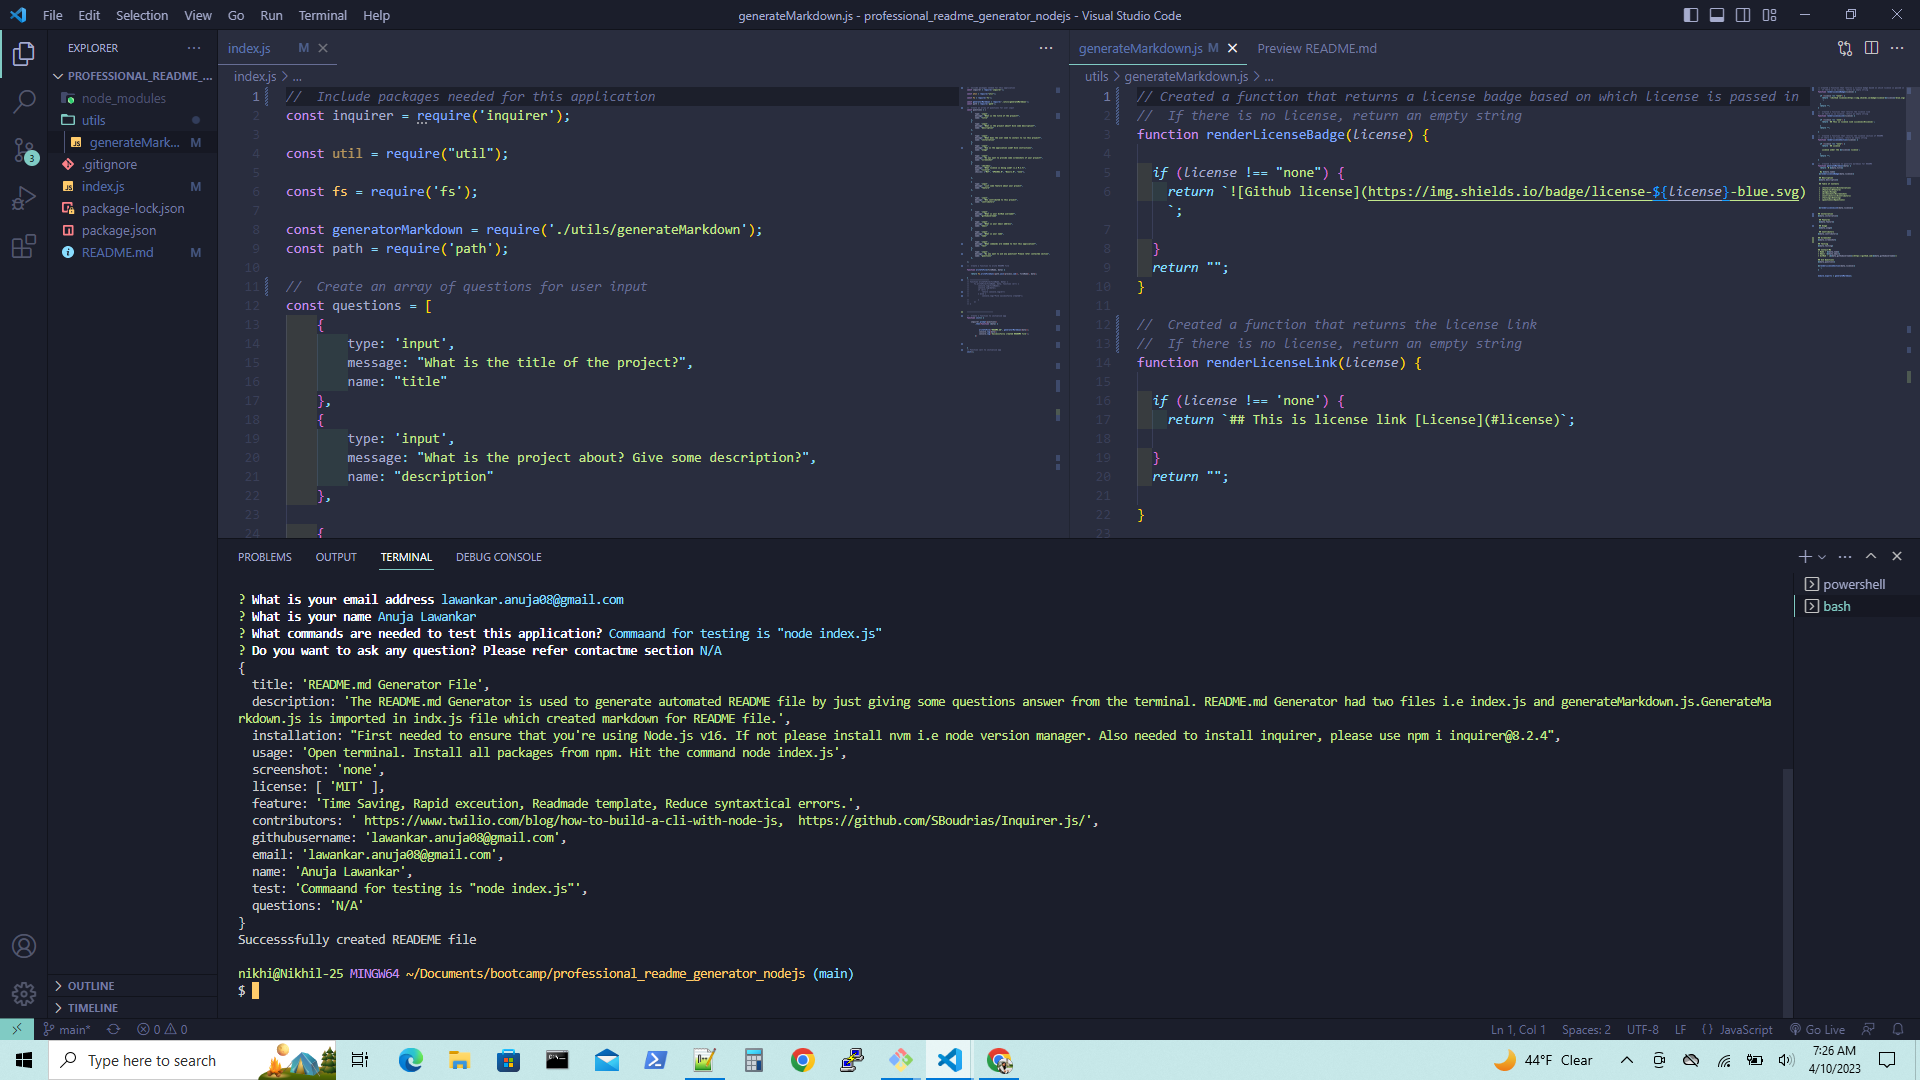 File Edit Selection View Go Run Terminal Help
generateMarkdown.js - professional_readme_generator_nodejs - Visual Studio Code
EXPLORER
PROFESSIONAL_README_...
node_modules
utils
generateMark... M
.gitignore
index.js M
package-lock.json
package.json
README.md M
3
OUTLINE
TIMELINE
index.js M
index.js > ...
1 //  Include packages needed for this application
2 const inquirer = require('inquirer');
3
4 const util = require("util");
5
6 const fs = require('fs');
7
8 const generatorMarkdown = require('./utils/generateMarkdown');
9 const path = require('path');
10
11 //  Create an array of questions for user input
12 const questions = [
13 {
14 type: 'input',
15 message: "What is the title of the project?",
16 name: "title"
17 },
18 {
19 type: 'input',
20 message: "What is the project about? Give some description?",
21 name: "description"
22 },
23
24 {
generateMarkdown.js M Preview README.md
utils > generateMarkdown.js > ...
1 // Created a function that returns a license badge based on which license is passed in
2 //  If there is no license, return an empty string
3 function renderLicenseBadge(license) {
4
5 if (license !== "none") {
6 return `![Github license](https://img.shields.io/badge/license-${license}-blue.svg)
`;
7
8 }
9 return "";
10 }
11
12 //  Created a function that returns the license link
13 //  If there is no license, return an empty string
14 function renderLicenseLink(license) {
15
16 if (license !== 'none') {
17 return `## This is license link [License](#license)`;
18
19 }
20 return "";
21
22 }
23
PROBLEMS OUTPUT TERMINAL DEBUG CONSOLE
powershell
bash
? What is your email address lawankar.anuja08@gmail.com
? What is your name Anuja Lawankar
? What commands are needed to test this application? Commaand for testing is "node index.js"
? Do you want to ask any question? Please refer contactme section N/A
{
title: 'README.md Generator File',
description: 'The README.md Generator is used to generate automated README file by just giving some questions answer from the terminal. README.md Generator had two files i.e index.js and generateMarkdown.js.GenerateMa
rkdown.js is imported in indx.js file which created markdown for README file.',
installation: "First needed to ensure that you're using Node.js v16. If not please install nvm i.e node version manager. Also needed to install inquirer, please use npm i inquirer@8.2.4",
usage: 'Open terminal. Install all packages from npm. Hit the command node index.js',
screenshot: 'none',
license: [ 'MIT' ],
feature: 'Time Saving, Rapid exceution, Readmade template, Reduce syntaxtical errors.',
contributors: ' https://www.twilio.com/blog/how-to-build-a-cli-with-node-js,  https://github.com/SBoudrias/Inquirer.js/',
githubusername: 'lawankar.anuja08@gmail.com',
email: 'lawankar.anuja08@gmail.com',
name: 'Anuja Lawankar',
test: 'Commaand for testing is "node index.js"',
questions: 'N/A'
}
Successsfully created READEME file
nikhi@Nikhil-25 MINGW64 ~/Documents/bootcamp/professional_readme_generator_nodejs (main)
$
main* 0 0
Ln 1, Col 1 Spaces: 2 UTF-8 LF {} JavaScript Go Live
Type here to search
44°F Clear
7:26 AM
4/10/2023